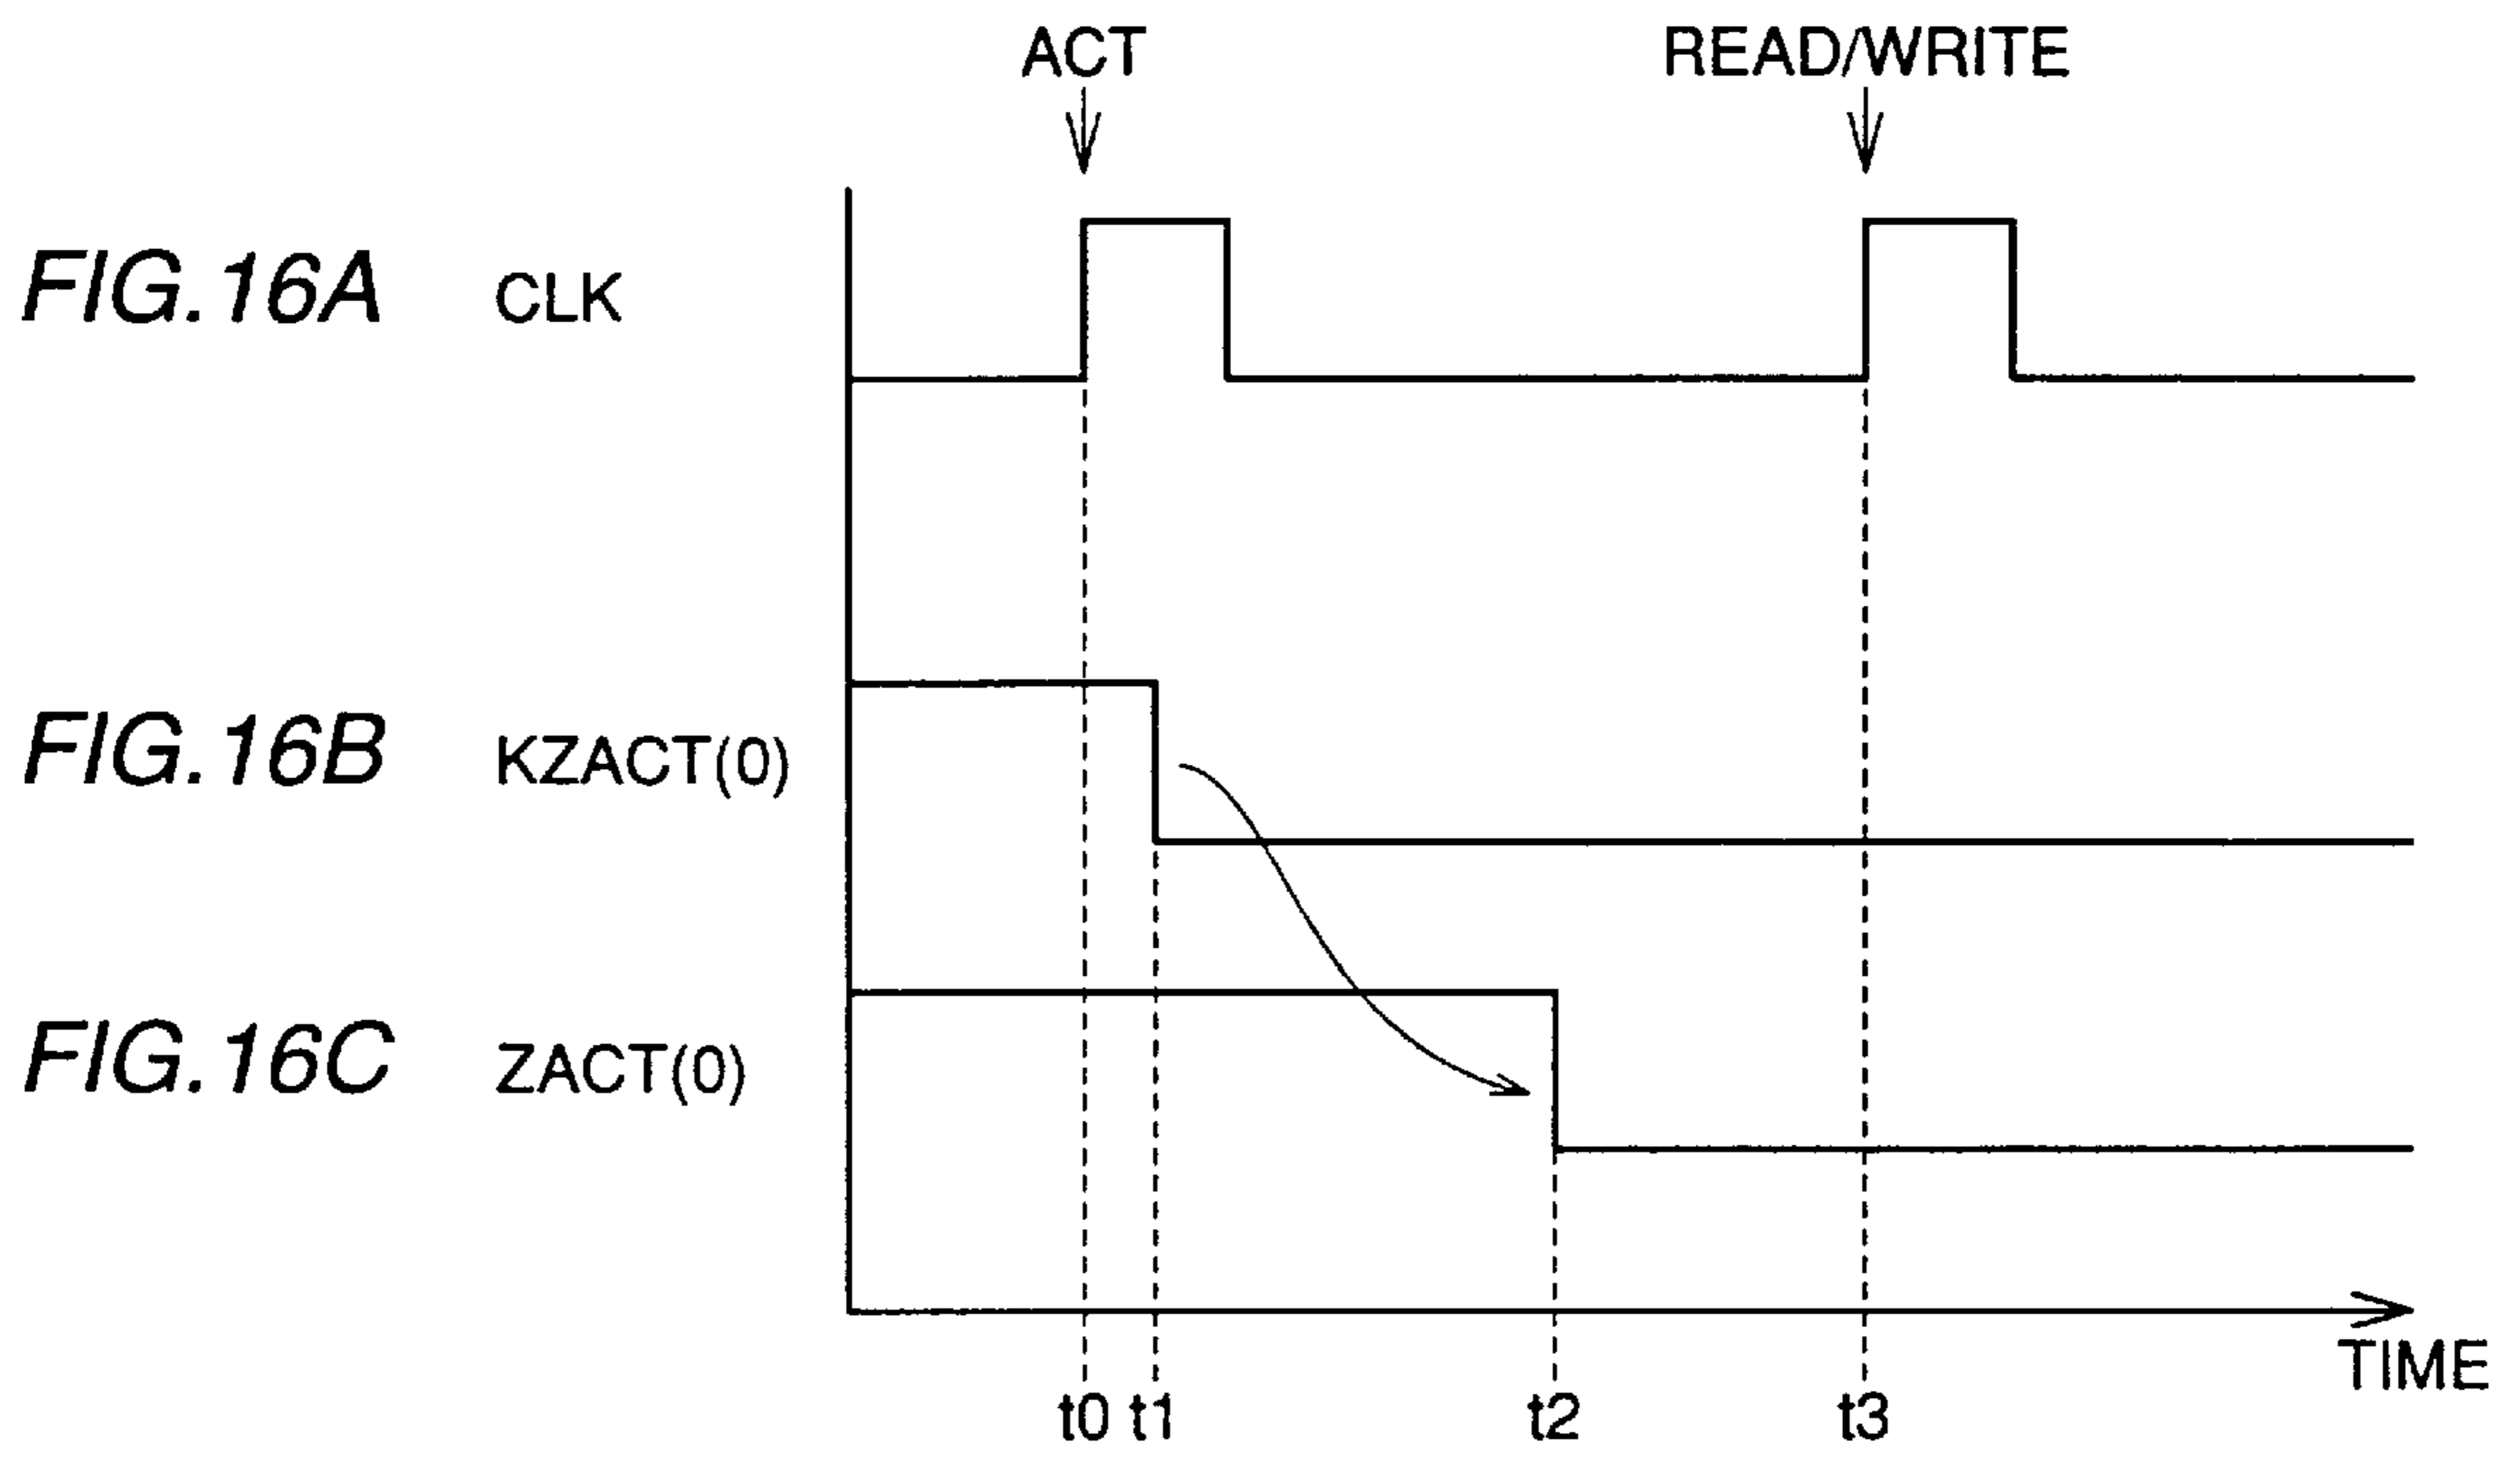 ACT READ/WRITE
FIG.16A CLK
FIG.16B KZACT(0)
FIG.16C ZACT(0)
TIME
t0 t1 t2 t3